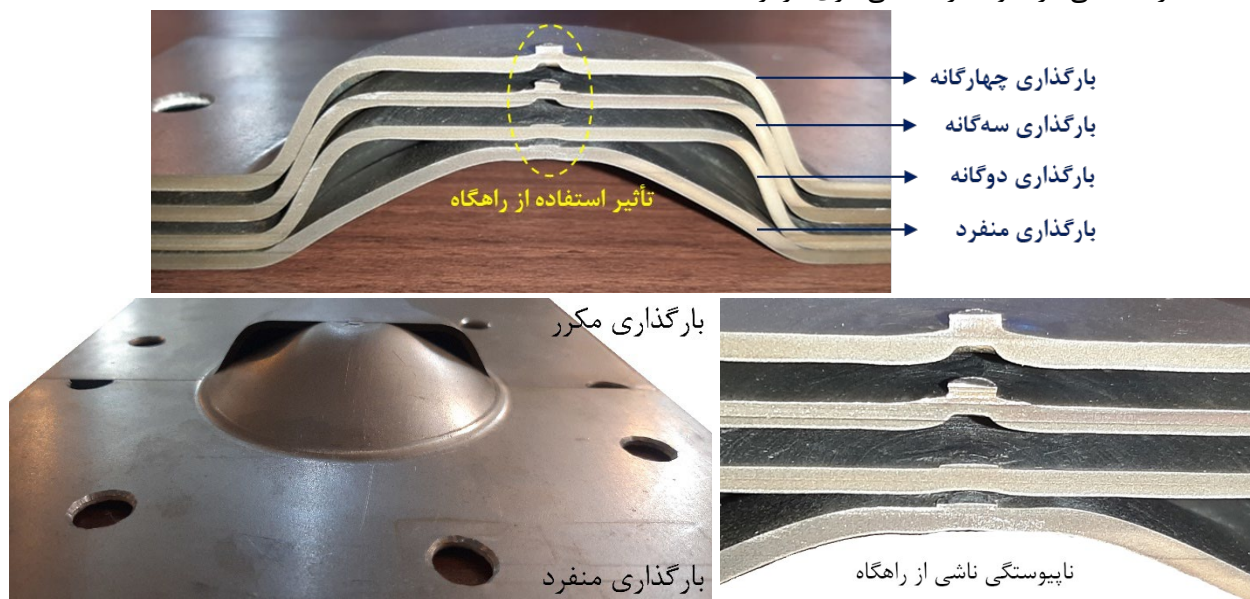 بارگذاری چهارگانه
بارگذاری سه‌گانه
بارگذاری دوگانه
تأثیر استفاده از راهگاه
بارگذاری منفرد
بارگذاری مکرر
بارگذاری منفرد
ناپیوستگی ناشی از راهگاه